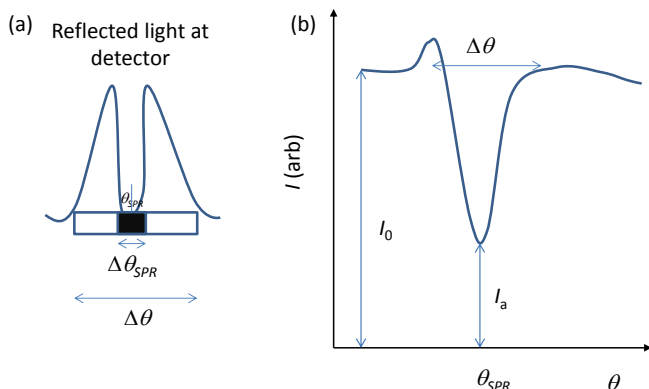 (a)
Reflected light at
detector
θSPR
ΔθSPR
Δθ
(b)
Δθ
I (arb)
I0
Ia
θSPR
θ